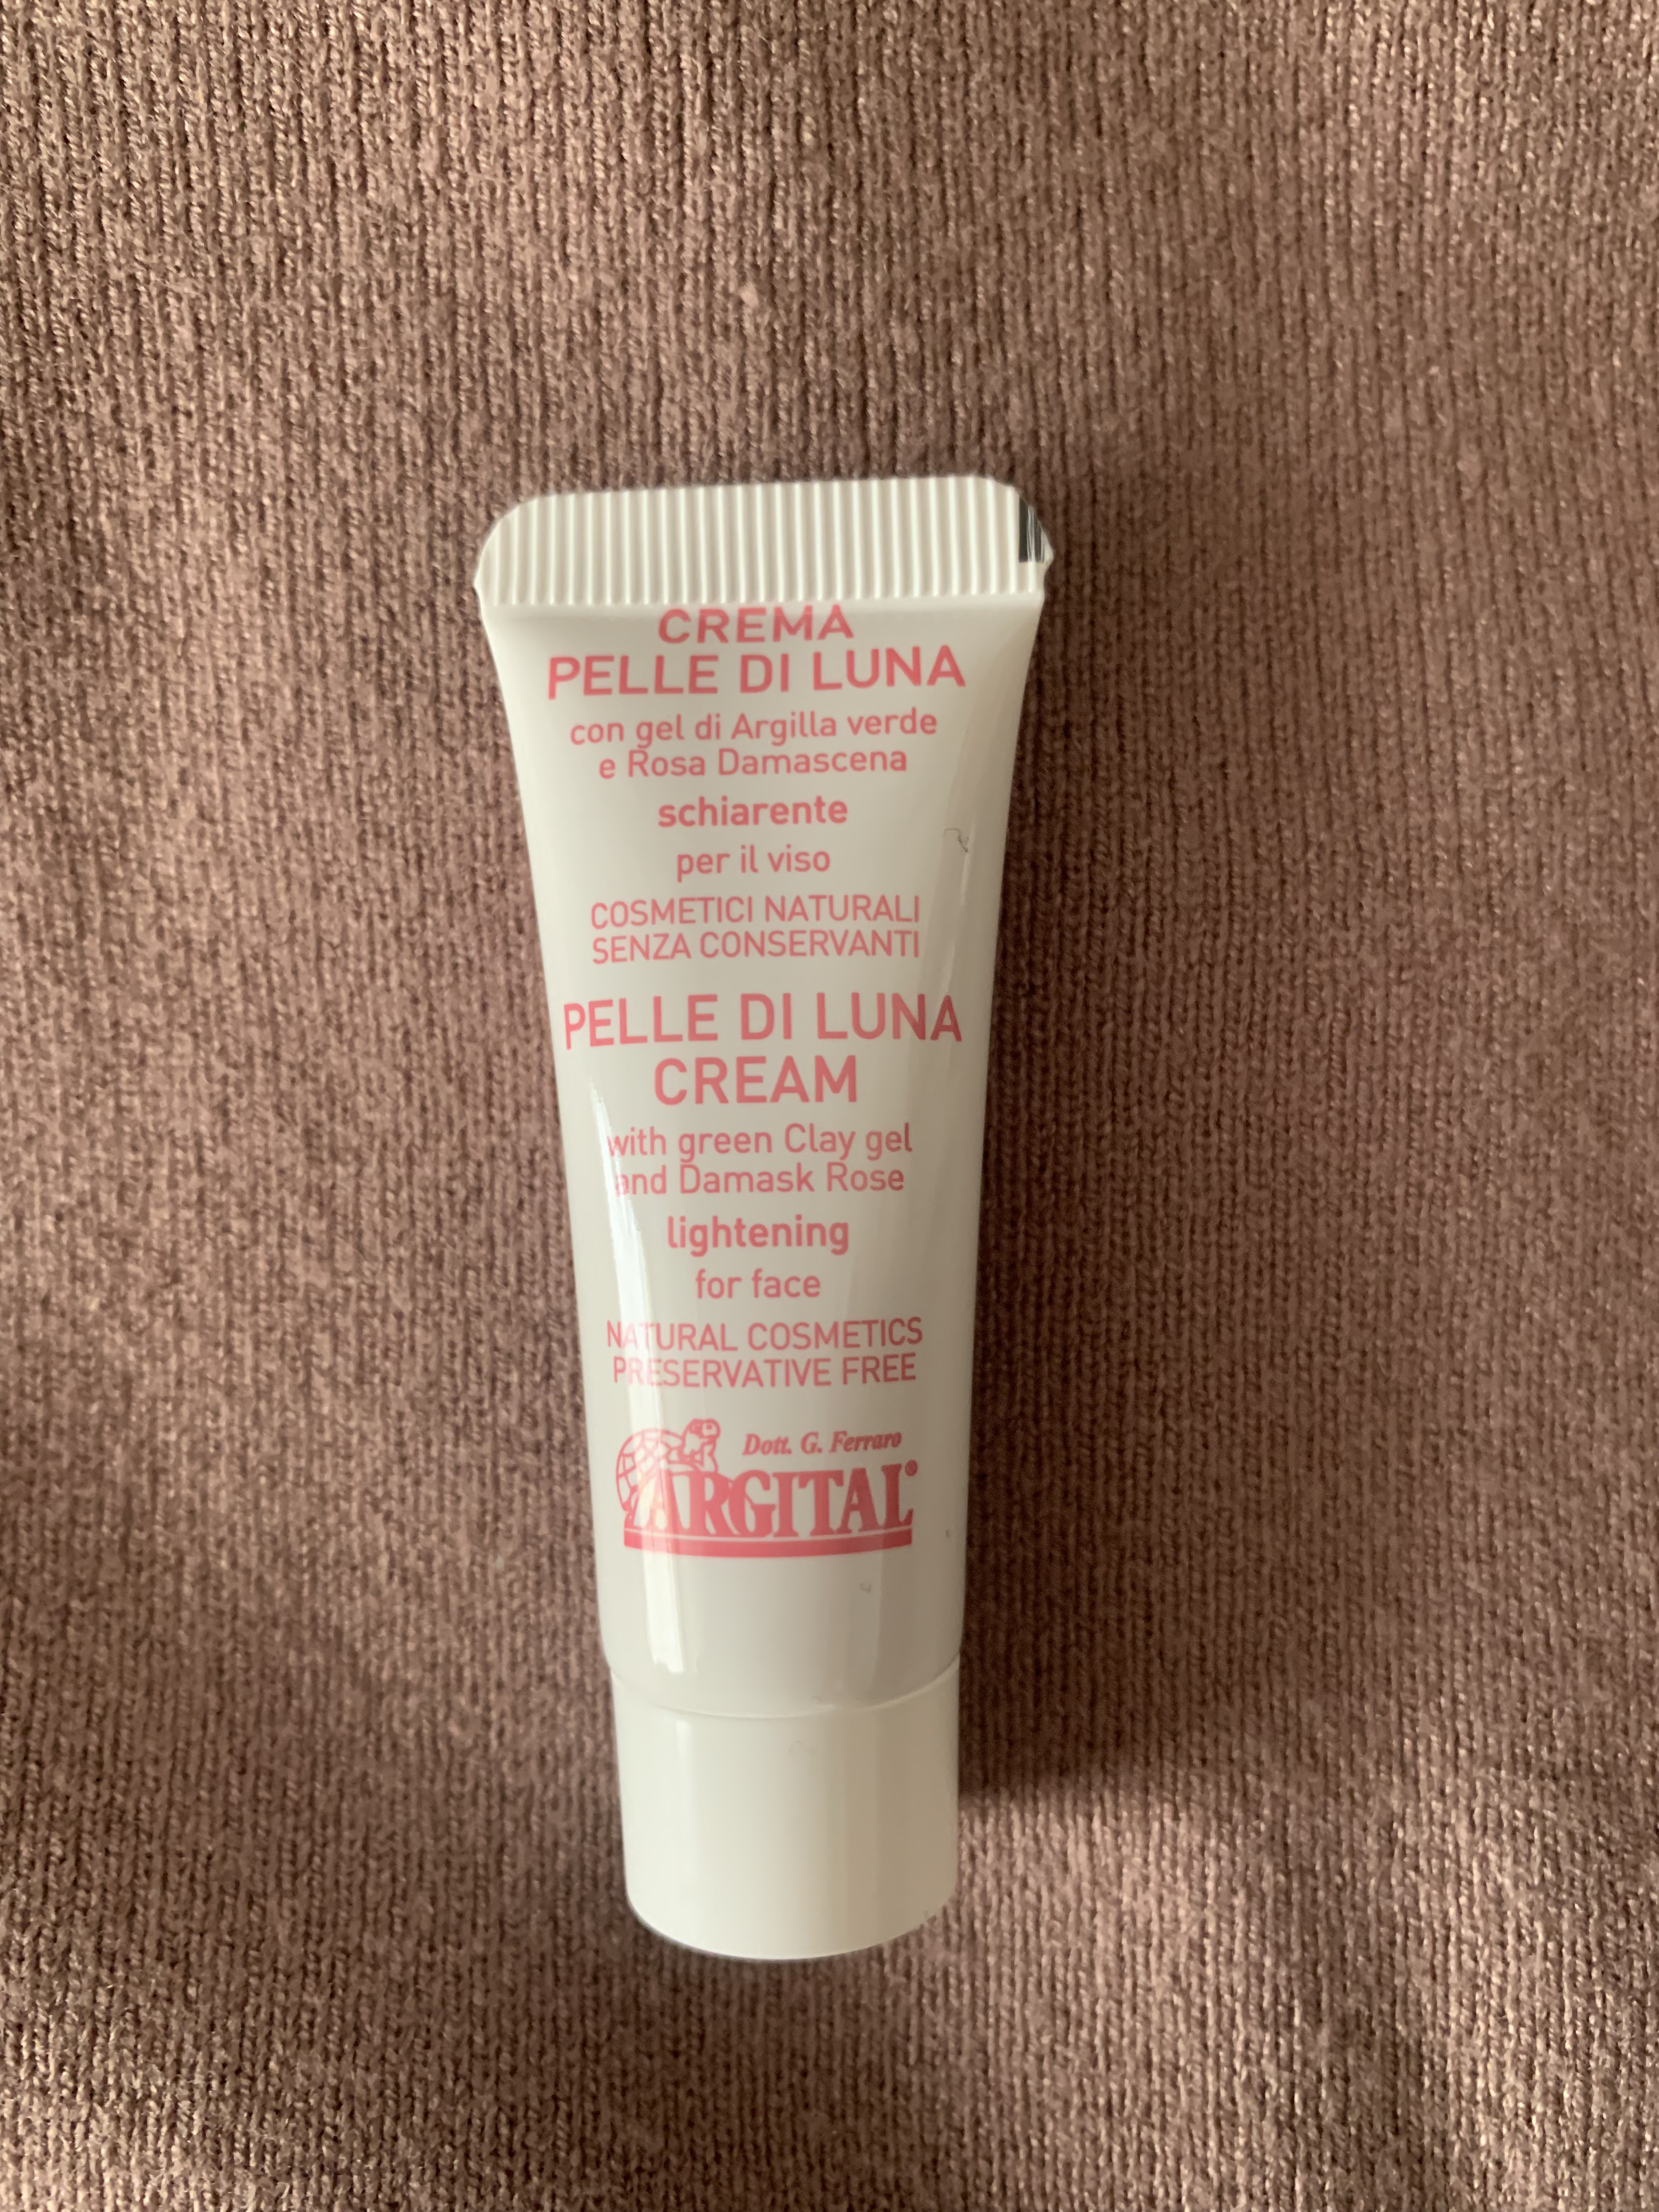 CREMA
PELLE DI LUNA
con gel di Argilla verde
e Rosa Damascena
schiarente
per il viso
COSMETICI NATURALI
SENZA CONSERVANTI
PELLE DI LUNA
CREAM
with green Clay gel
and Damask Rose
lightening
for face
NATURAL COSMETICS
PRESERVATIVE FREE
Dott. G. Ferraro
ARGITAL®